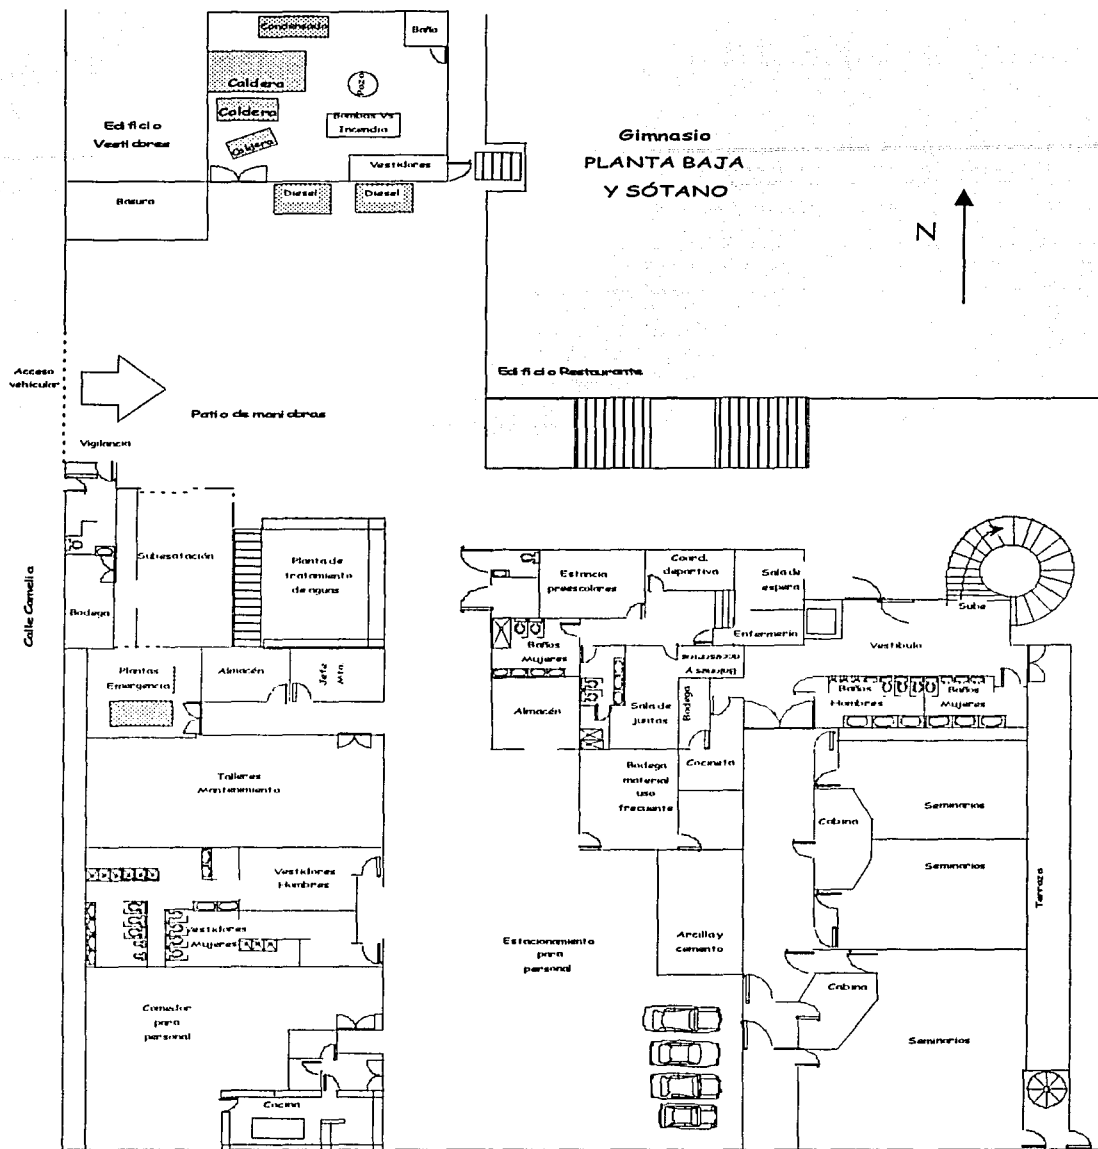 Condensado
Baño
Caldera
Pozo
Caldera
Bombas Vs
Incendio
Caldera
Edificio
Vestidores
Vestidores
Basura
Diesel
Diesel
Gimnasio
PLANTA BAJA
Y SÓTANO
N
Acceso
vehicular
Patio de maniobras
Edificio Restaurante
Vigilancia
Calle Camelia
Subesatación
Planta de
tratamiento
de aguas
Bodega
Plantas
Emergencia
Almacén
Jefe
Mto.
Talleres
Mantenimiento
Vestidores
Hombres
Vestidores
Mujeres
Comedor
para
personal
Cocina
Estancia
preescolares
Coord.
deportiva
Sala de
espera
Sube
Enfermería
Vestíbulo
Baños
Mujeres
Almacén
Sala de
juntas
Bodega
Baños
Hombres
Baños
Mujeres
Bodega
material
uso
frecuente
Cocineta
Cabina
Seminarios
Seminarios
Terraza
Estacionamiento
para
personal
Arcilla y
cemento
Cabina
Seminarios